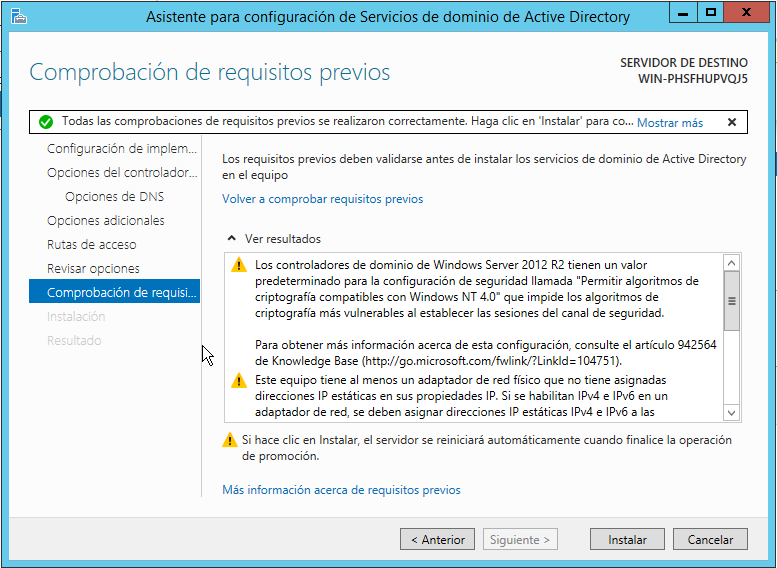 Asistente para configuración de Servicios de dominio de Active Directory
Comprobación de requisitos previos
SERVIDOR DE DESTINO
WIN-PHSFHUPVQJ5
Todas las comprobaciones de requisitos previos se realizaron correctamente. Haga clic en 'Instalar' para co... Mostrar más
Configuración de implem...
Opciones del controlador...
Opciones de DNS
Opciones adicionales
Rutas de acceso
Revisar opciones
Comprobación de requisi...
Instalación
Resultado
Los requisitos previos deben validarse antes de instalar los servicios de dominio de Active Directory
en el equipo
Volver a comprobar requisitos previos
Ver resultados
Los controladores de dominio de Windows Server 2012 R2 tienen un valor
predeterminado para la configuración de seguridad llamada "Permitir algoritmos de
criptografía compatibles con Windows NT 4.0" que impide los algoritmos de
criptografía más vulnerables al establecer las sesiones del canal de seguridad.
Para obtener más información acerca de esta configuración, consulte el artículo 942564
de Knowledge Base (http://go.microsoft.com/fwlink/?LinkId=104751).
Este equipo tiene al menos un adaptador de red físico que no tiene asignadas
direcciones IP estáticas en sus propiedades IP. Si se habilitan IPv4 e IPv6 en un
adaptador de red, se deben asignar direcciones IP estáticas IPv4 e IPv6 a las
Si hace clic en Instalar, el servidor se reiniciará automáticamente cuando finalice la operación
de promoción.
Más información acerca de requisitos previos
< Anterior
Siguiente >
Instalar
Cancelar